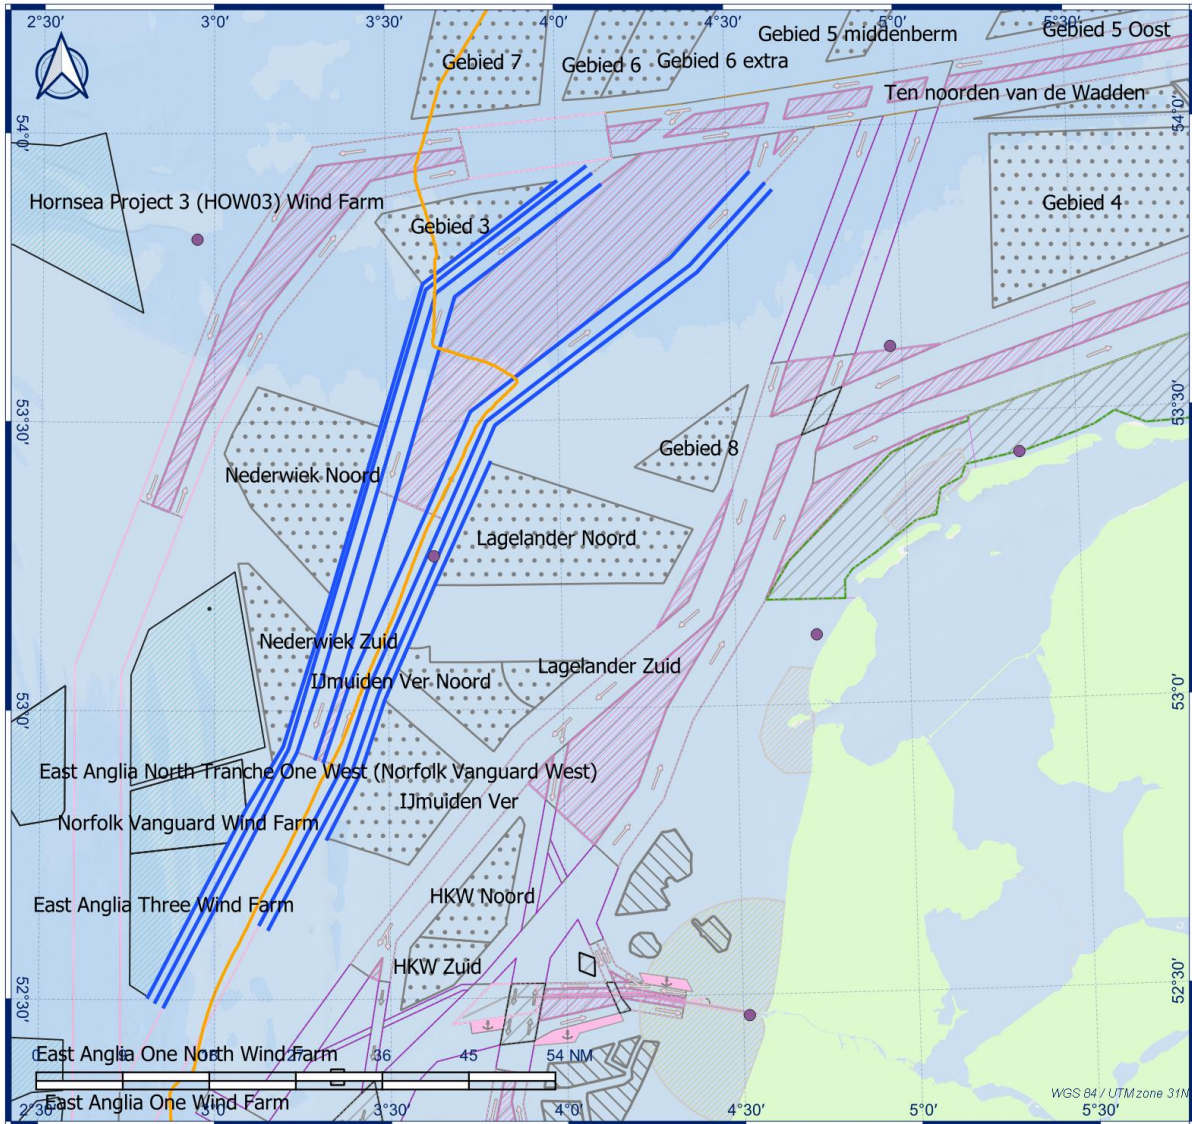 2°30' 3°0' 3°30' 4°0' 5°0' 5°30'
Gebied 5 middenberm
Gebied 5 Oost
Gebied 7
Gebied 6
Gebied 6 extra
Ten noorden van de Wadden
54°0'
54°0'
Hornsea Project 3 (HOW03) Wind Farm
Gebied 4
Gebied 3
53°30'
53°30'
Gebied 8
Nederwiek Noord
Lagelander Noord
Nederwiek Zuid
Lagelander Zuid
IJmuiden Ver Noord
53°0'
53°0'
East Anglia North Tranche One West (Norfolk Vanguard West)
IJmuiden Ver
Norfolk Vanguard Wind Farm
HKW Noord
East Anglia Three Wind Farm
HKW Zuid
52°30'
52°30'
East Anglia One North Wind Farm
0 9 18 27 36 45 54 NM
WGS 84 / UTM zone 31N
East Anglia One Wind Farm
2°30' 3°0' 3°30' 4°0' 4°30' 5°0' 5°30'